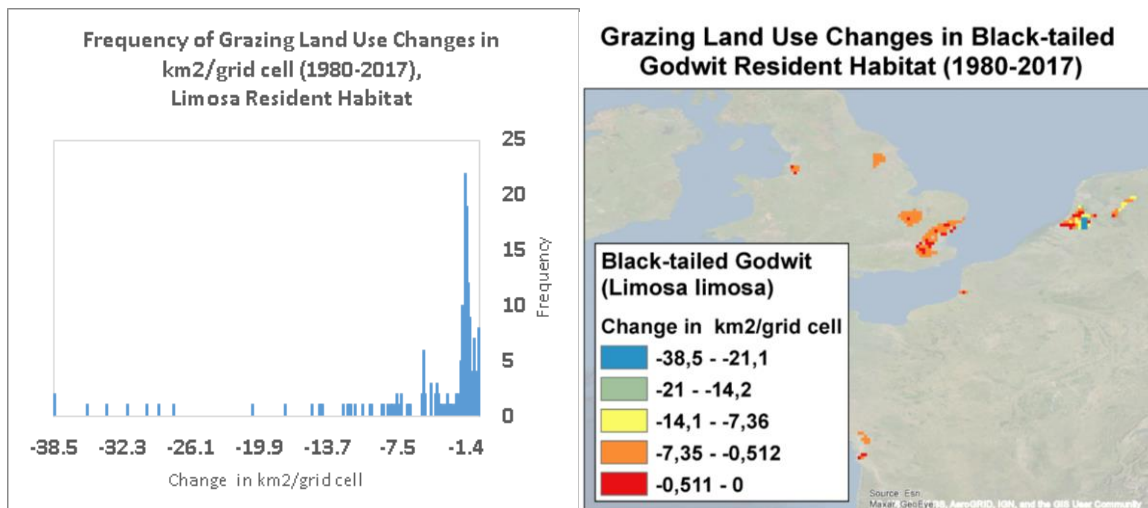 Frequency of Grazing Land Use Changes in
km2/grid cell (1980-2017),
Limosa Resident Habitat
25
20
15
10
5
0
Frequency
-38.5 -32.3 -26.1 -19.9 -13.7 -7.5 -1.4
Change in km2/grid cell
Grazing Land Use Changes in Black-tailed
Godwit Resident Habitat (1980-2017)
Black-tailed Godwit
(Limosa limosa)
Change in km2/grid cell
-38,5 - -21,1
-21 - -14,2
-14,1 - -7,36
-7,35 - -0,512
-0,511 - 0
Source: Esri,
Maxar, GeoEye,
AeroGRID, IGN, and the GIS User Community